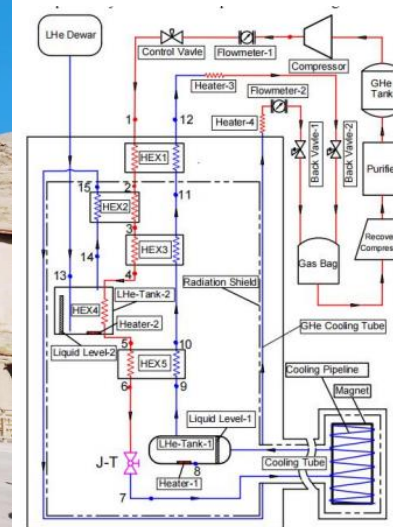 LHe Dewar
Control Vavle
Flowmeter-1
Compressor
GHe
Tank
Heater-3
Flowmeter-2
Heater-4
Back Vavle-1
Back Vavle-2
Purifie
Recove
Compres
Gas Bag
1
12
HEX1
11
15
2
HEX2
3
HEX3
14
4
13
LHe-Tank-2
HEX4
Heater-2
Liquid Level-2
5
10
HEX5
6
9
Radiation
Shield
GHe Cooling Tube
Cooling Pipeline
Magnet
Liquid Level-1
LHe-Tank-1
8
J-T
Heater-1
7
Cooling Tube